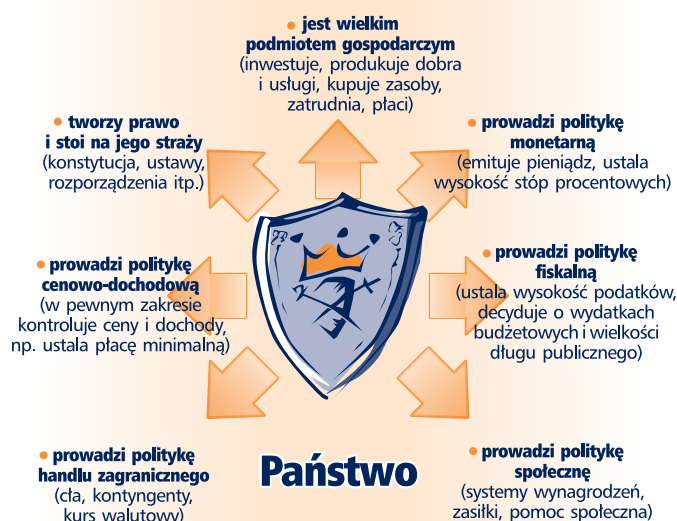 • jest wielkim
podmiotem gospodarczym
(inwestuje, produkuje dobra
i usługi, kupuje zasoby,
zatrudnia, płaci)
• tworzy prawo
i stoi na jego straży
(konstytucja, ustawy,
rozporządzenia itp.)
• prowadzi politykę
monetarną
(emituje pieniądz, ustala
wysokość stóp procentowych)
• prowadzi politykę
cenowo-dochodową
(w pewnym zakresie
kontroluje ceny i dochody,
np. ustala płacę minimalną)
• prowadzi politykę
fiskalną
(ustala wysokość podatków,
decyduje o wydatkach
budżetowych i wielkości
długu publicznego)
• prowadzi politykę
handlu zagranicznego
(cła, kontyngenty,
kurs walutowy)
Państwo
• prowadzi politykę
społecznę
(systemy wynagrodzeń,
zasiłki, pomoc społeczna)